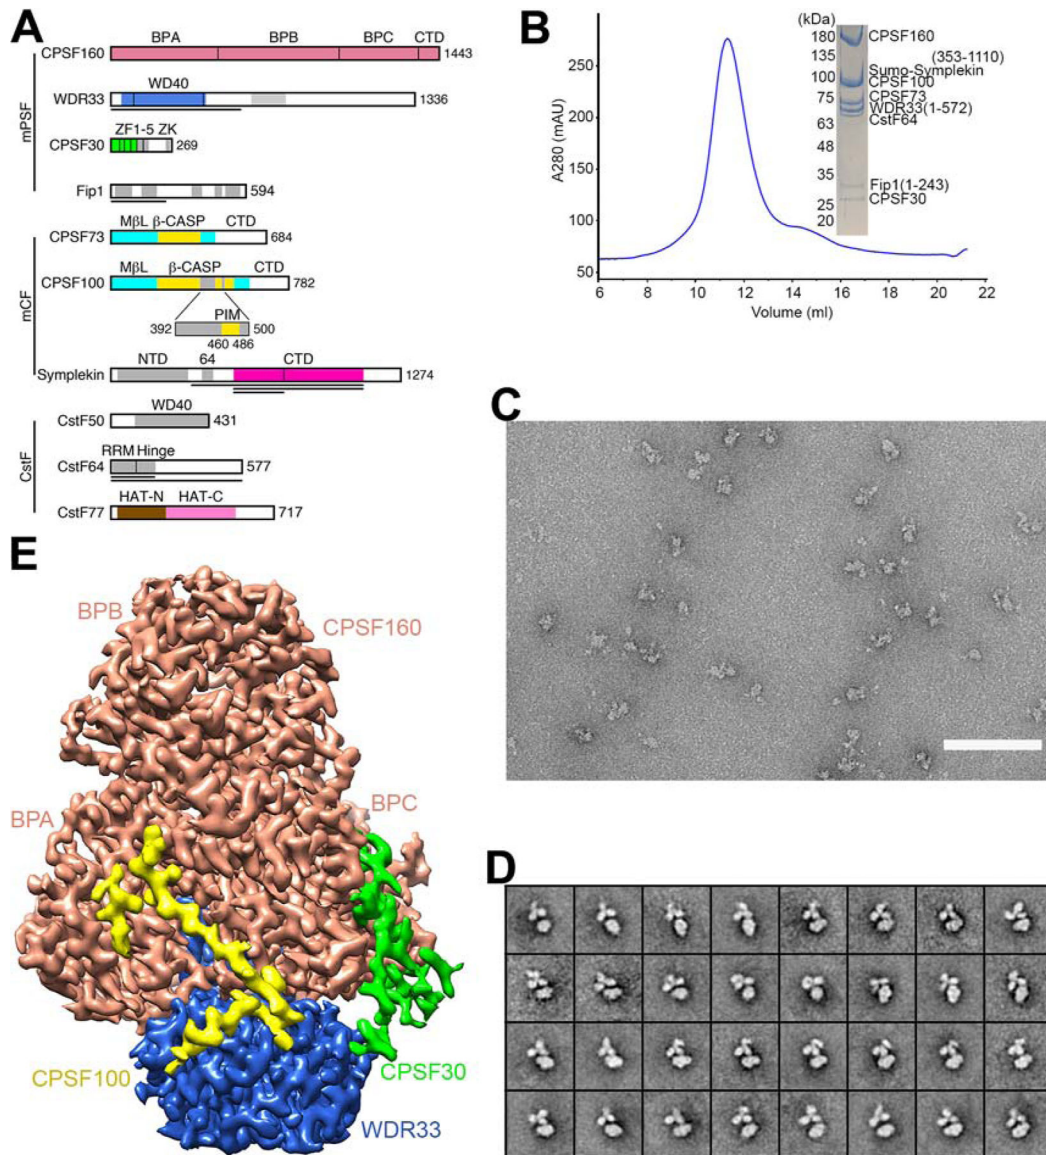 A
BPA BPB BPC CTD
CPSF160 1443
WD40
WDR33 1336
ZF1-5 ZK
CPSF30 269
Fip1 594
mPSF
MβL β-CASP CTD
CPSF73 684
MβL β-CASP CTD
CPSF100 782
PIM
392 500
460 486
NTD 64 CTD
Symplekin 1274
mCF
WD40
CstF50 431
RRM Hinge
CstF64 577
HAT-N HAT-C
CstF77 717
CstF
B
A280 (mAU)
250
200
150
100
50
6 8 10 12 14 16 18 20 22
Volume (ml)
(kDa)
180 CPSF160
135 (353-1110)
Sumo-Symplekin
100 CPSF100
75 CPSF73
WDR33(1-572)
63 CstF64
48
35
Fip1(1-243)
25 CPSF30
20
C
D
E
BPB
CPSF160
BPA
BPC
CPSF100
CPSF30
WDR33